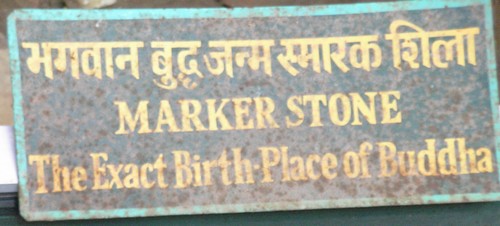 भगवान बुद्ध जन्म स्मारक शिला
MARKER STONE
The Exact Birth-Place of Buddha